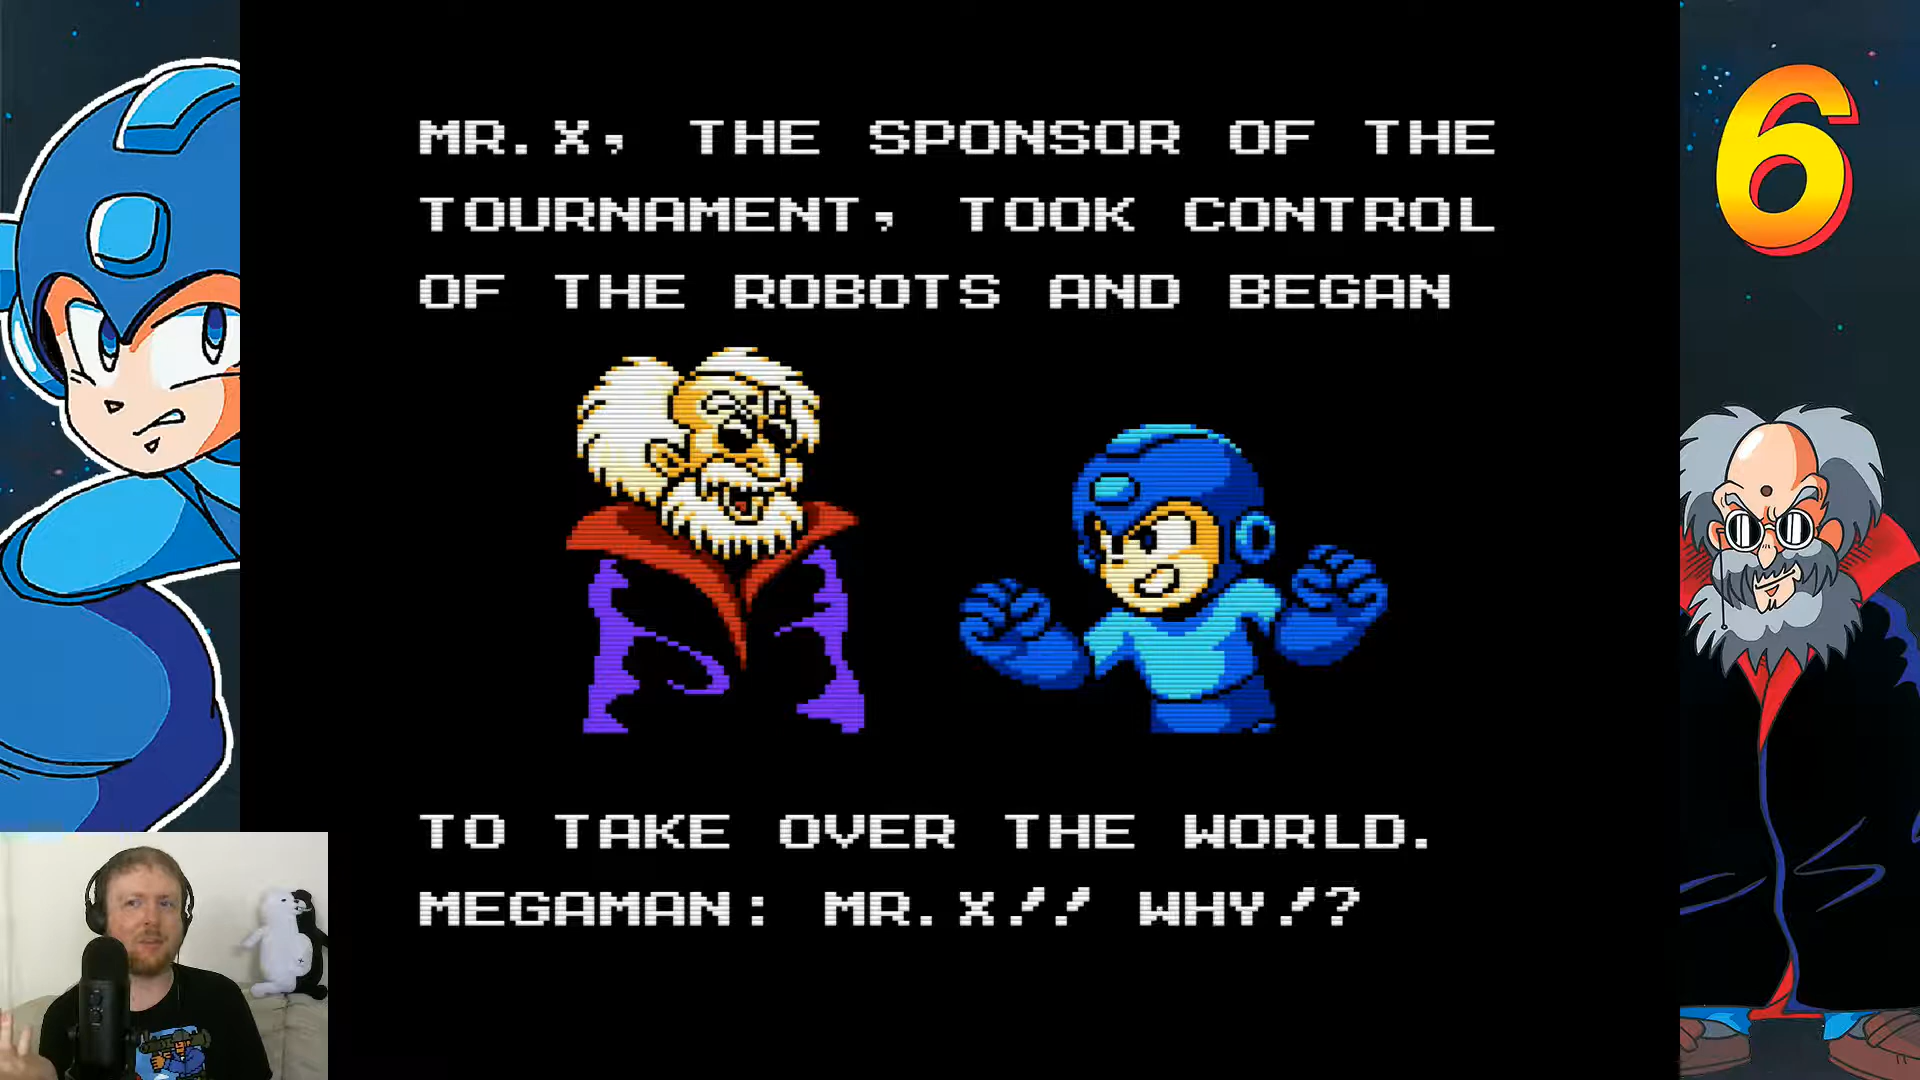 MR.X, THE SPONSOR OF THE
TOURNAMENT, TOOK CONTROL
OF THE ROBOTS AND BEGAN
TO TAKE OVER THE WORLD.
MEGAMAN: MR.X!! WHY!?
6